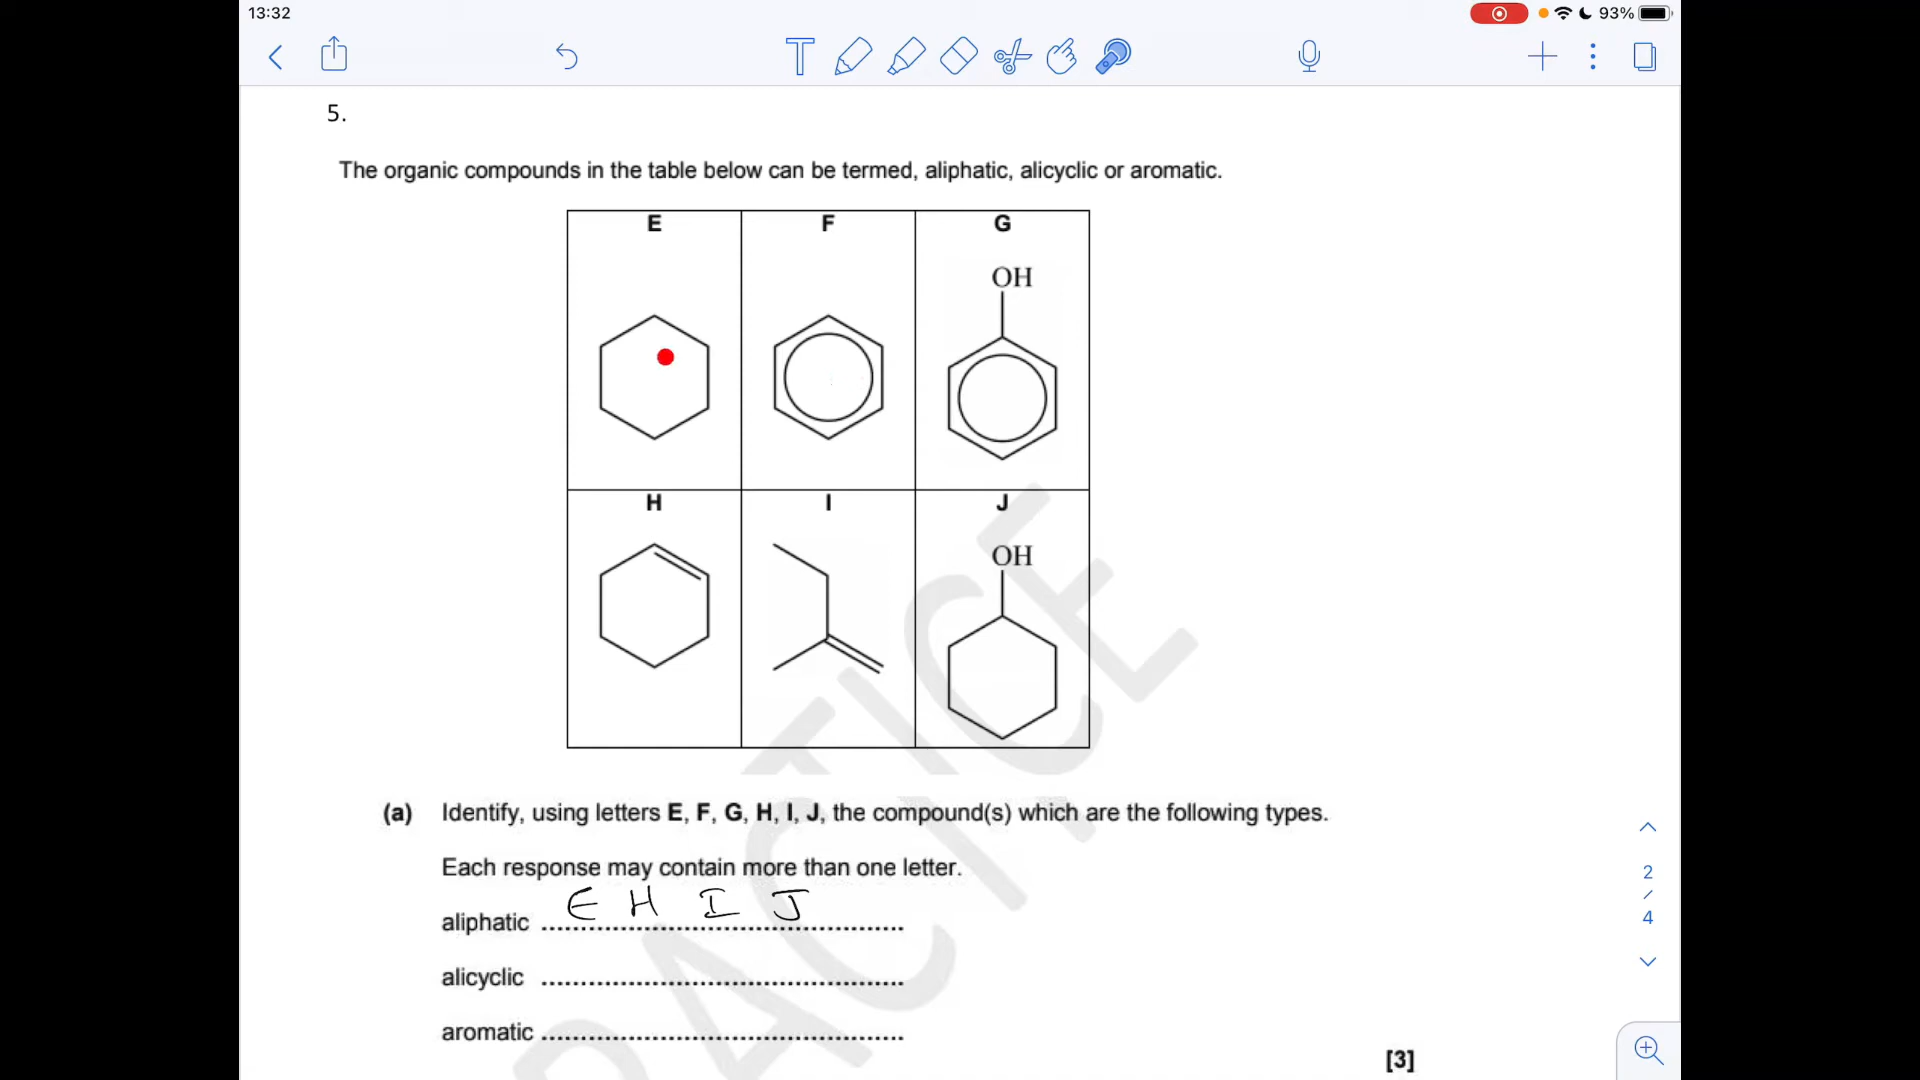 13:32
93%
5.
The organic compounds in the table below can be termed, aliphatic, alicyclic or aromatic.
E F G
OH
H I J
OH
(a) Identify, using letters E, F, G, H, I, J, the compound(s) which are the following types.
Each response may contain more than one letter.
E H I J
aliphatic ..........................................................
alicyclic ..........................................................
aromatic ..........................................................
[3]
2
/
4
PRACTICE